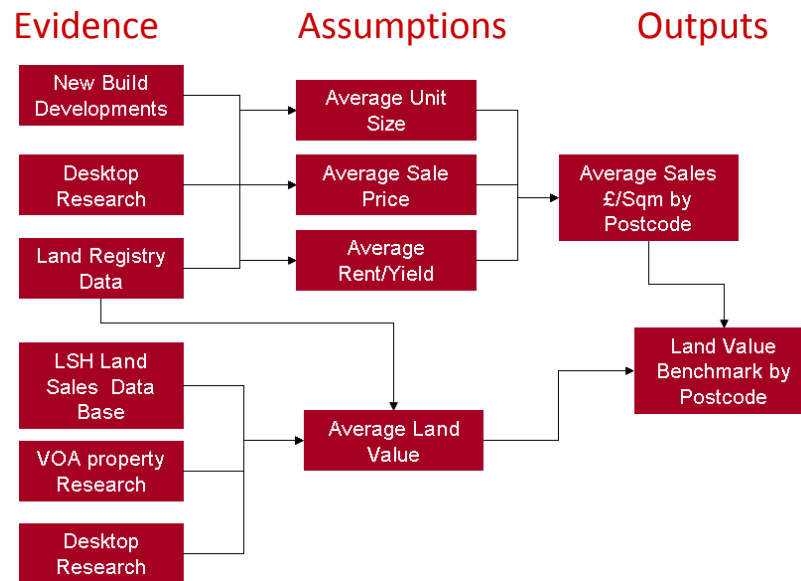 Evidence
Assumptions
Outputs
New Build
Developments
Desktop
Research
Land Registry
Data
LSH Land
Sales Data
Base
VOA property
Research
Desktop
Research
Average Unit
Size
Average Sale
Price
Average
Rent/Yield
Average Land
Value
Average Sales
£/Sqm by
Postcode
Land Value
Benchmark by
Postcode